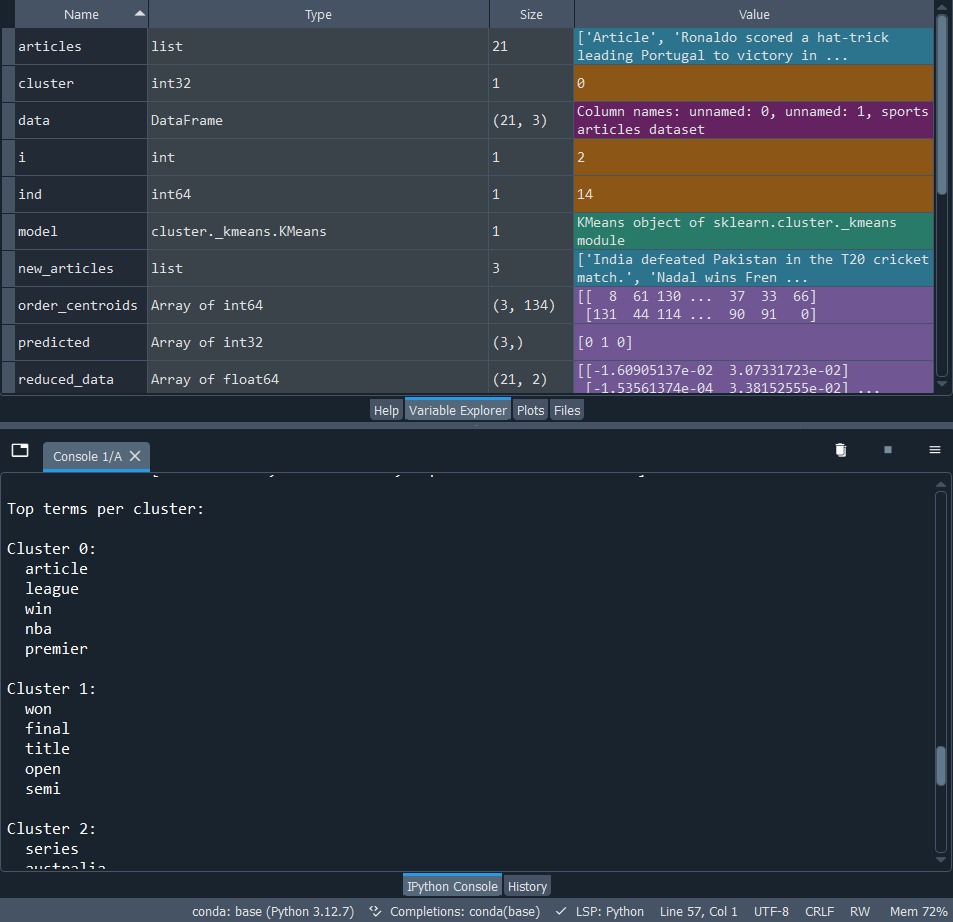 Name Type Size Value
articles list 21 ['Article', 'Ronaldo scored a hat-trick
leading Portugal to victory in ...
cluster int32 1 0
data DataFrame (21, 3) Column names: unnamed: 0, unnamed: 1, sports
articles dataset
i int 1 2
ind int64 1 14
model cluster._kmeans.KMeans 1 KMeans object of sklearn.cluster._kmeans
module
new_articles list 3 ['India defeated Pakistan in the T20 cricket
match.', 'Nadal wins Fren ...
order_centroids Array of int64 (3, 134) [[ 8 61 130 ... 37 33 66]
[131 44 114 ... 90 91 0]
predicted Array of int32 (3,) [0 1 0]
reduced_data Array of float64 (21, 2) [[-1.60905137e-02 3.07331723e-02]
[-1.53561374e-04 3.38152555e-02] ...
Help Variable Explorer Plots Files
Console 1/A
Top terms per cluster:
Cluster 0:
article
league
win
nba
premier
Cluster 1:
won
final
title
open
semi
Cluster 2:
series
australia
IPython Console History
conda: base (Python 3.12.7) Completions: conda(base) LSP: Python Line 57, Col 1 UTF-8 CRLF RW Mem 72%